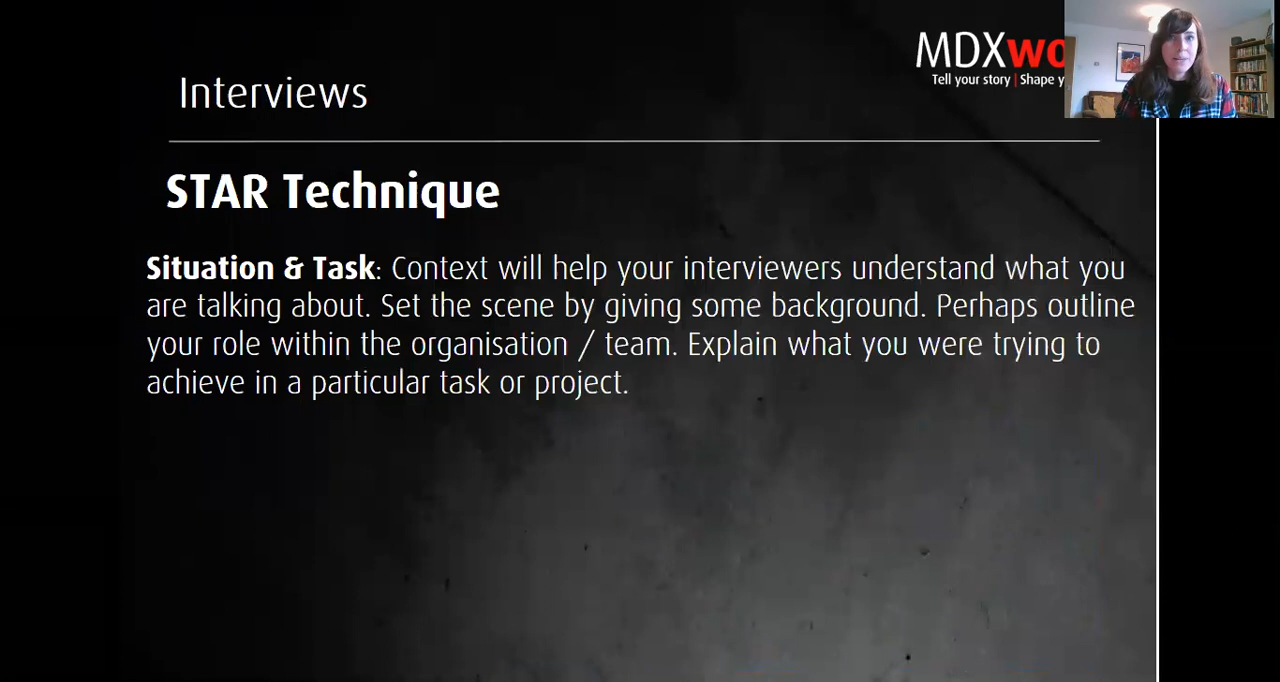 MDXwo
Tell your story | Shape y
Interviews
STAR Technique
Situation & Task: Context will help your interviewers understand what you
are talking about. Set the scene by giving some background. Perhaps outline
your role within the organisation / team. Explain what you were trying to
achieve in a particular task or project.